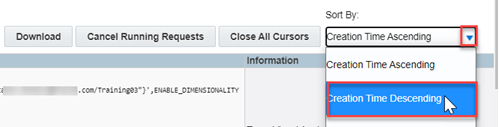 Sort By:
Download
Cancel Running Requests
Close All Cursors
Creation Time Ascending
Information
Creation Time Ascending
.com/Training03"}',ENABLE_DIMENSIONALITY
Creation Time Descending